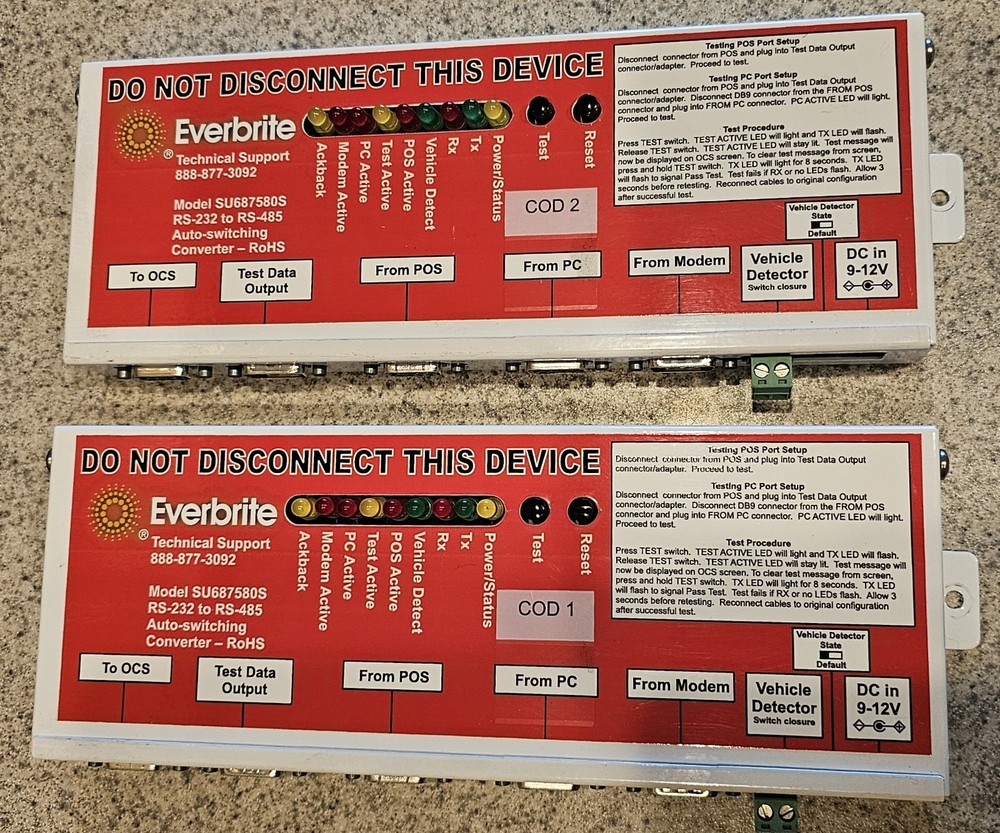 DO NOT DISCONNECT THIS DEVICE
Everbrite
®
Technical Support
888-877-3092
Model SU687580S
RS-232 to RS-485
Auto-switching
Converter – RoHS
Ackback
Modem Active
PC Active
Test Active
POS Active
Vehicle Detect
Rx
Tx
Power/Status
Test
Reset
COD 2
Testing POS Port Setup
Disconnect connector from POS and plug into Test Data Output
connector/adapter. Proceed to test.
Testing PC Port Setup
Disconnect connector from POS and plug into Test Data Output
connector/adapter. Disconnect DB9 connector from the FROM POS
connector and plug into FROM PC connector. PC ACTIVE LED will light.
Proceed to test.
Test Procedure
Press TEST switch. TEST ACTIVE LED will light and TX LED will flash.
Release TEST switch. TEST ACTIVE LED will stay lit. Test message will
now be displayed on OCS screen. To clear test message from screen,
press and hold TEST switch. TX LED will light for 8 seconds. TX LED
will flash to signal Pass Test. Test fails if RX or no LEDs flash. Allow 3
seconds before retesting. Reconnect cables to original configuration
after successful test.
To OCS
Test Data
Output
From POS
From PC
From Modem
Vehicle Detector
State
Default
Vehicle
Detector
Switch closure
DC in
9-12V
DO NOT DISCONNECT THIS DEVICE
Everbrite
®
Technical Support
888-877-3092
Model SU687580S
RS-232 to RS-485
Auto-switching
Converter – RoHS
Ackback
Modem Active
PC Active
Test Active
POS Active
Vehicle Detect
Rx
Tx
Power/Status
Test
Reset
COD 1
Testing POS Port Setup
Disconnect connector from POS and plug into Test Data Output
connector/adapter. Proceed to test.
Testing PC Port Setup
Disconnect connector from POS and plug into Test Data Output
connector/adapter. Disconnect DB9 connector from the FROM POS
connector and plug into FROM PC connector. PC ACTIVE LED will light.
Proceed to test.
Test Procedure
Press TEST switch. TEST ACTIVE LED will light and TX LED will flash.
Release TEST switch. TEST ACTIVE LED will stay lit. Test message will
now be displayed on OCS screen. To clear test message from screen,
press and hold TEST switch. TX LED will light for 8 seconds. TX LED
will flash to signal Pass Test. Test fails if RX or no LEDs flash. Allow 3
seconds before retesting. Reconnect cables to original configuration
after successful test.
To OCS
Test Data
Output
From POS
From PC
From Modem
Vehicle Detector
State
Default
Vehicle
Detector
Switch closure
DC in
9-12V